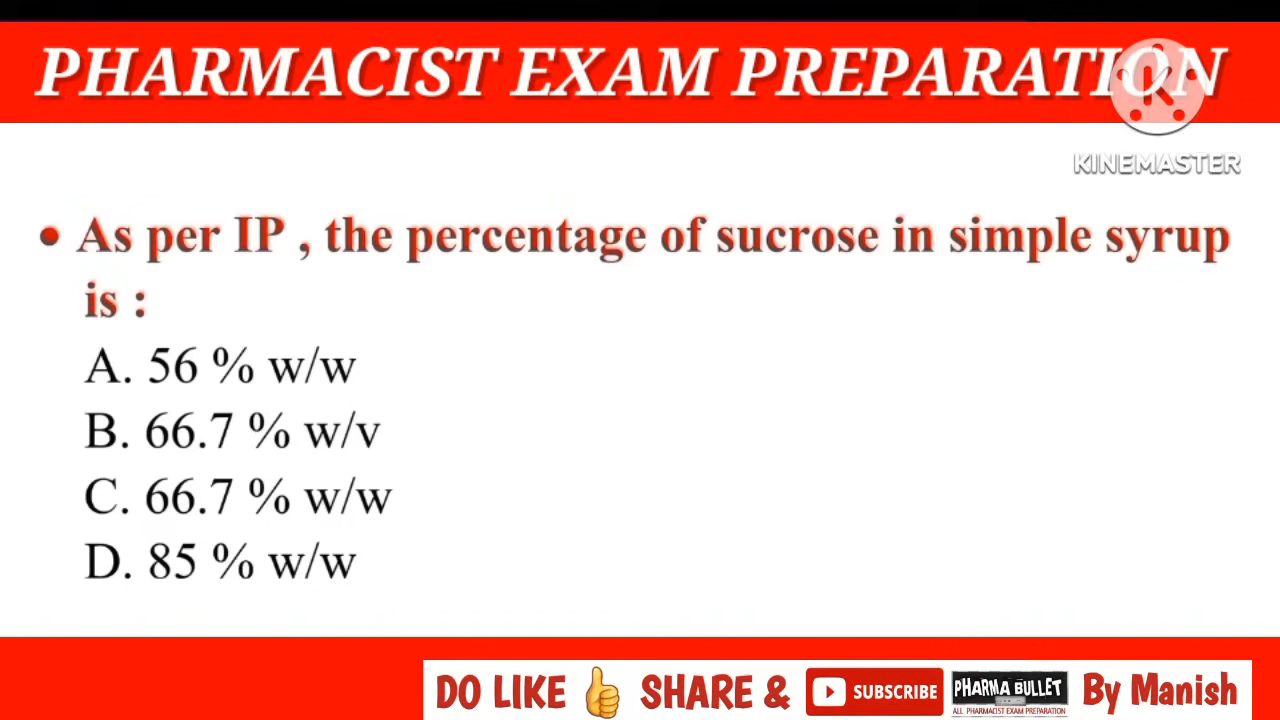 PHARMACIST EXAM PREPARATION
KINEMASTER
• As per IP , the percentage of sucrose in simple syrup
is :
A. 56 % w/w
B. 66.7 % w/v
C. 66.7 % w/w
D. 85 % w/w
DO LIKE 👍 SHARE & SUBSCRIBE PHARMA BULLET By Manish
ALL PHARMACIST EXAM PREPARATION